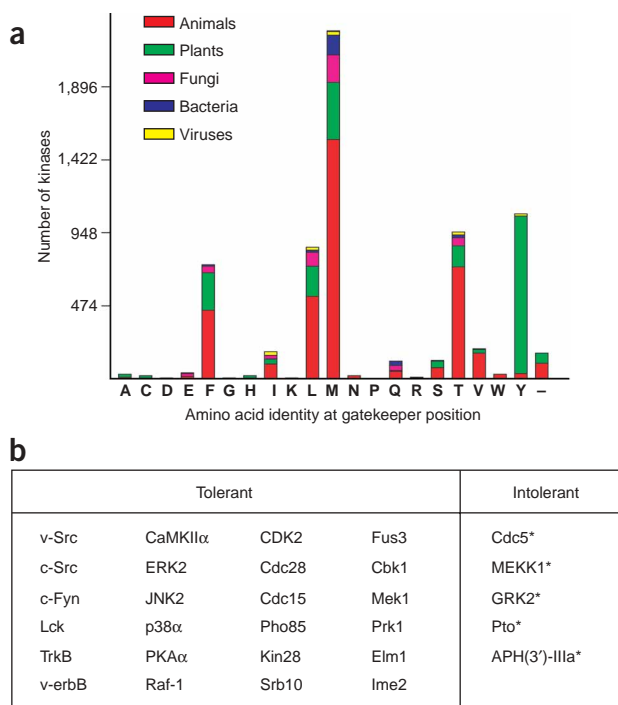 a
Animals
Plants
Fungi
Bacteria
Viruses
Number of kinases
1,896
1,422
948
474
A C D E F G H I K L M N P Q R S T V W Y –
Amino acid identity at gatekeeper position
b
Tolerant Intolerant
v-Src CaMKIIα CDK2 Fus3 Cdc5*
c-Src ERK2 Cdc28 Cbk1 MEKK1*
c-Fyn JNK2 Cdc15 Mek1 GRK2*
Lck p38α Pho85 Prk1 Pto*
TrkB PKAα Kin28 Elm1 APH(3')-IIIa*
v-erbB Raf-1 Srb10 Ime2